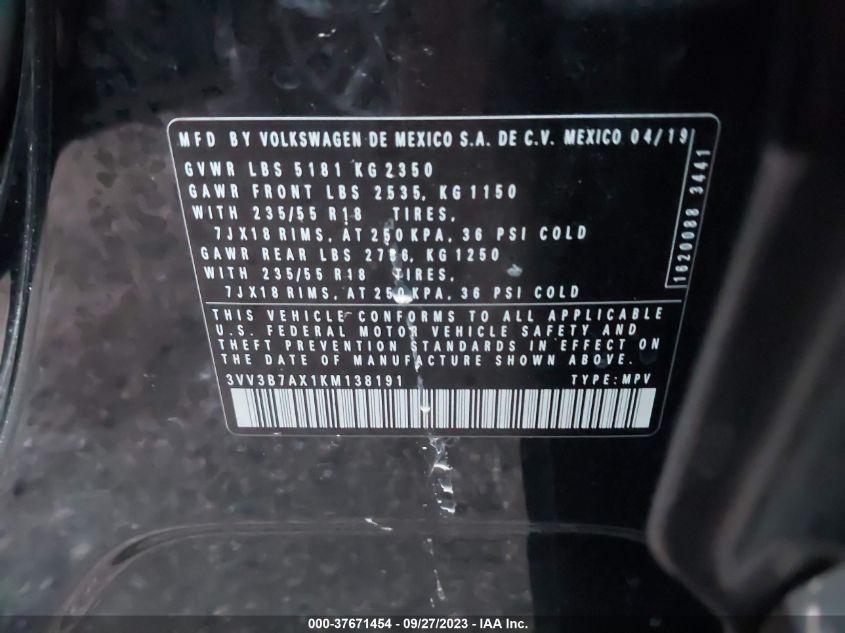 MFD BY VOLKSWAGEN DE MEXICO S.A. DE C.V. MEXICO 04/19
GVWR LBS 5181 KG 2350
GAWR FRONT LBS 2535, KG 1150
WITH 235/55 R18 TIRES,
7JX18 RIMS, AT 250 KPA, 36 PSI COLD
GAWR REAR LBS 2756, KG 1250
WITH 235/55 R18 TIRES,
7JX18 RIMS, AT 250 KPA, 36 PSI COLD
1620088 3441
THIS VEHICLE CONFORMS TO ALL APPLICABLE
U.S. FEDERAL MOTOR VEHICLE SAFETY AND
THEFT PREVENTION STANDARDS IN EFFECT ON
THE DATE OF MANUFACTURE SHOWN ABOVE.
3VV3B7AX1KM138191 TYPE: MPV
000-37671454 - 09/27/2023 - IAA Inc.